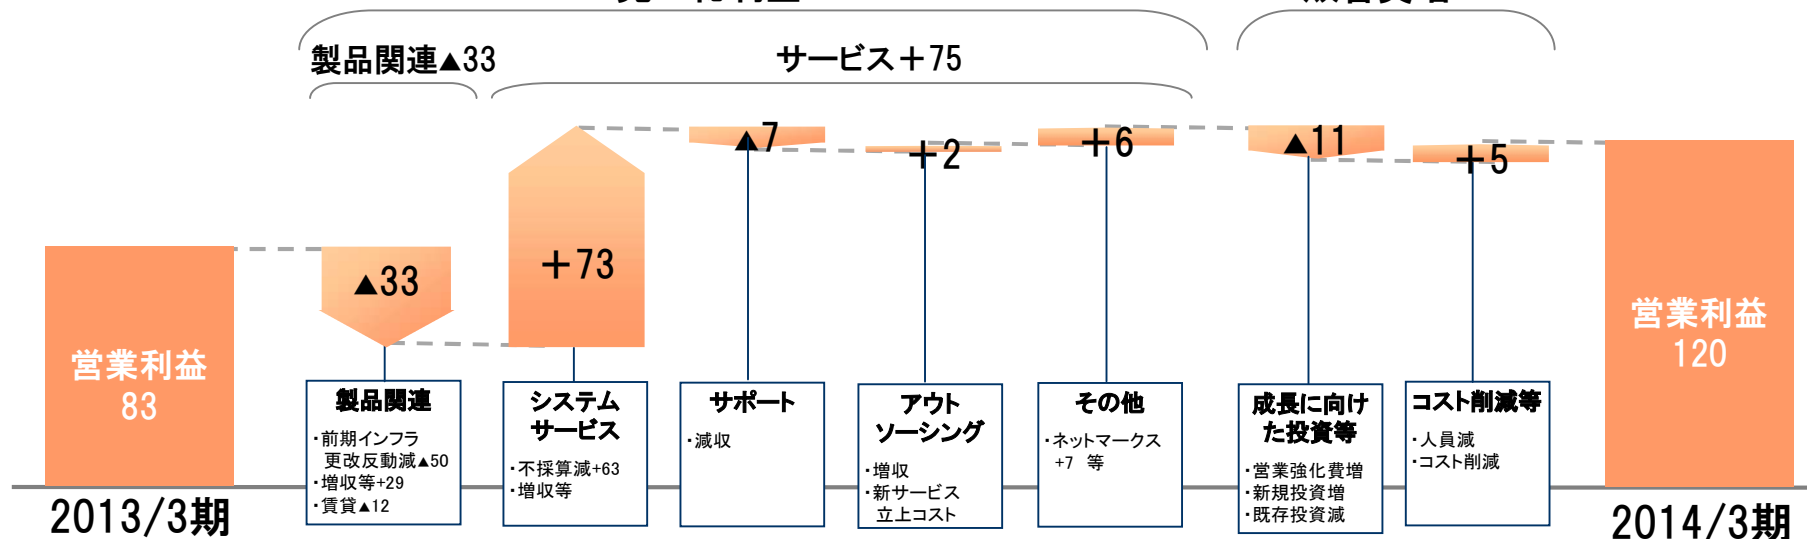 製品関連▲33
サービス＋75
▲33
＋73
▲7
＋2
＋6
▲11
＋5
営業利益
83
営業利益
120
製品関連
・前期インフラ
更改反動減▲50
・増収等+29
・賃貸▲12
システム
サービス
・不採算減+63
・増収等
サポート
・減収
アウト
ソーシング
・増収
・新サービス
立上コスト
その他
・ネットマークス
+7 等
成長に向け
た投資等
・営業強化費増
・新規投資増
・既存投資減
コスト削減等
・人員減
・コスト削減
2013/3期
2014/3期